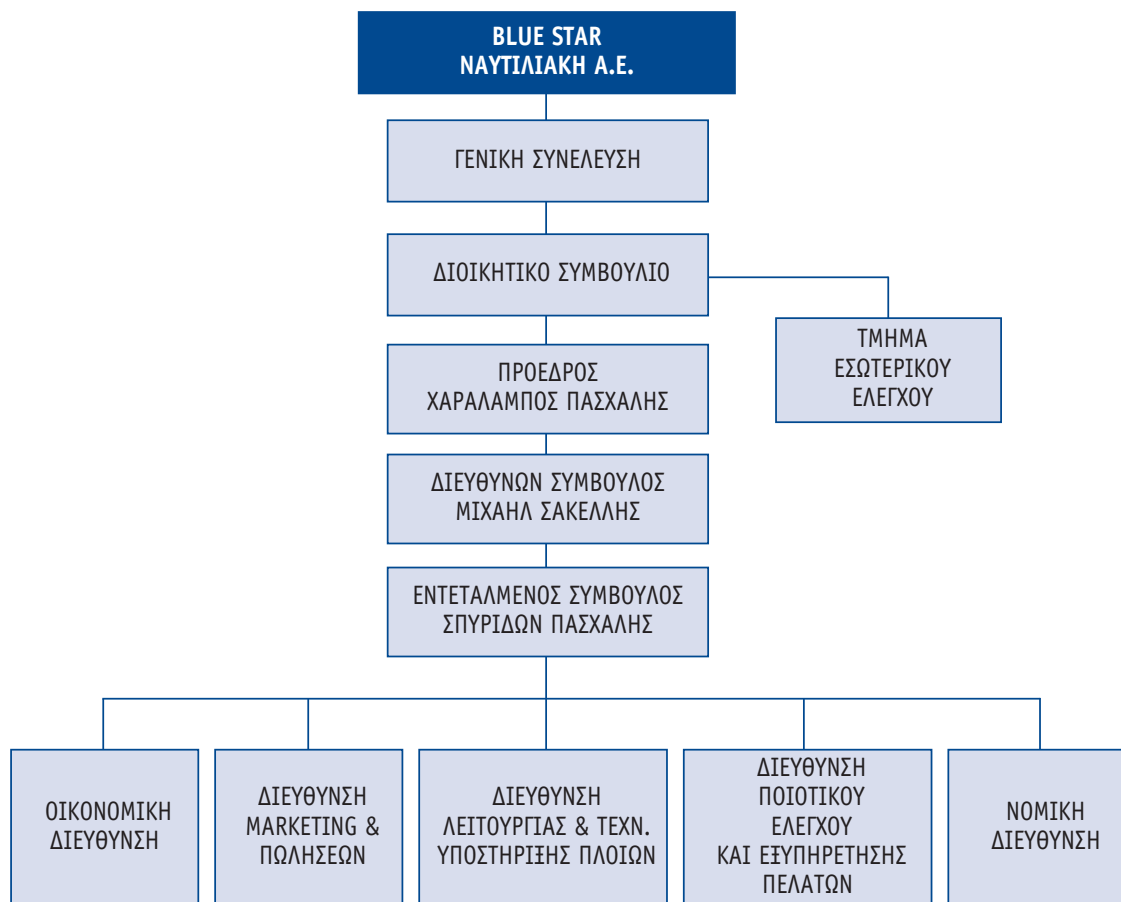 BLUE STAR
ΝΑΥΤΙΛΙΑΚΗ Α.Ε.
ΓΕΝΙΚΗ ΣΥΝΕΛΕΥΣΗ
ΔΙΟΙΚΗΤΙΚΟ ΣΥΜΒΟΥΛΙΟ
ΤΜΗΜΑ
ΕΣΩΤΕΡΙΚΟΥ
ΕΛΕΓΧΟΥ
ΠΡΟΕΔΡΟΣ
ΧΑΡΑΛΑΜΠΟΣ ΠΑΣΧΑΛΗΣ
ΔΙΕΥΘΥΝΩΝ ΣΥΜΒΟΥΛΟΣ
ΜΙΧΑΗΛ ΣΑΚΕΛΛΗΣ
ΕΝΤΕΤΑΛΜΕΝΟΣ ΣΥΜΒΟΥΛΟΣ
ΣΠΥΡΙΔΩΝ ΠΑΣΧΑΛΗΣ
ΟΙΚΟΝΟΜΙΚΗ
ΔΙΕΥΘΥΝΣΗ
ΔΙΕΥΘΥΝΣΗ
MARKETING &
ΠΩΛΗΣΕΩΝ
ΔΙΕΥΘΥΝΣΗ
ΛΕΙΤΟΥΡΓΙΑΣ & ΤΕΧΝ.
ΥΠΟΣΤΗΡΙΞΗΣ ΠΛΟΙΩΝ
ΔΙΕΥΘΥΝΣΗ
ΠΟΙΟΤΙΚΟΥ
ΕΛΕΓΧΟΥ
ΚΑΙ ΕΞΥΠΗΡΕΤΗΣΗΣ
ΠΕΛΑΤΩΝ
ΝΟΜΙΚΗ
ΔΙΕΥΘΥΝΣΗ